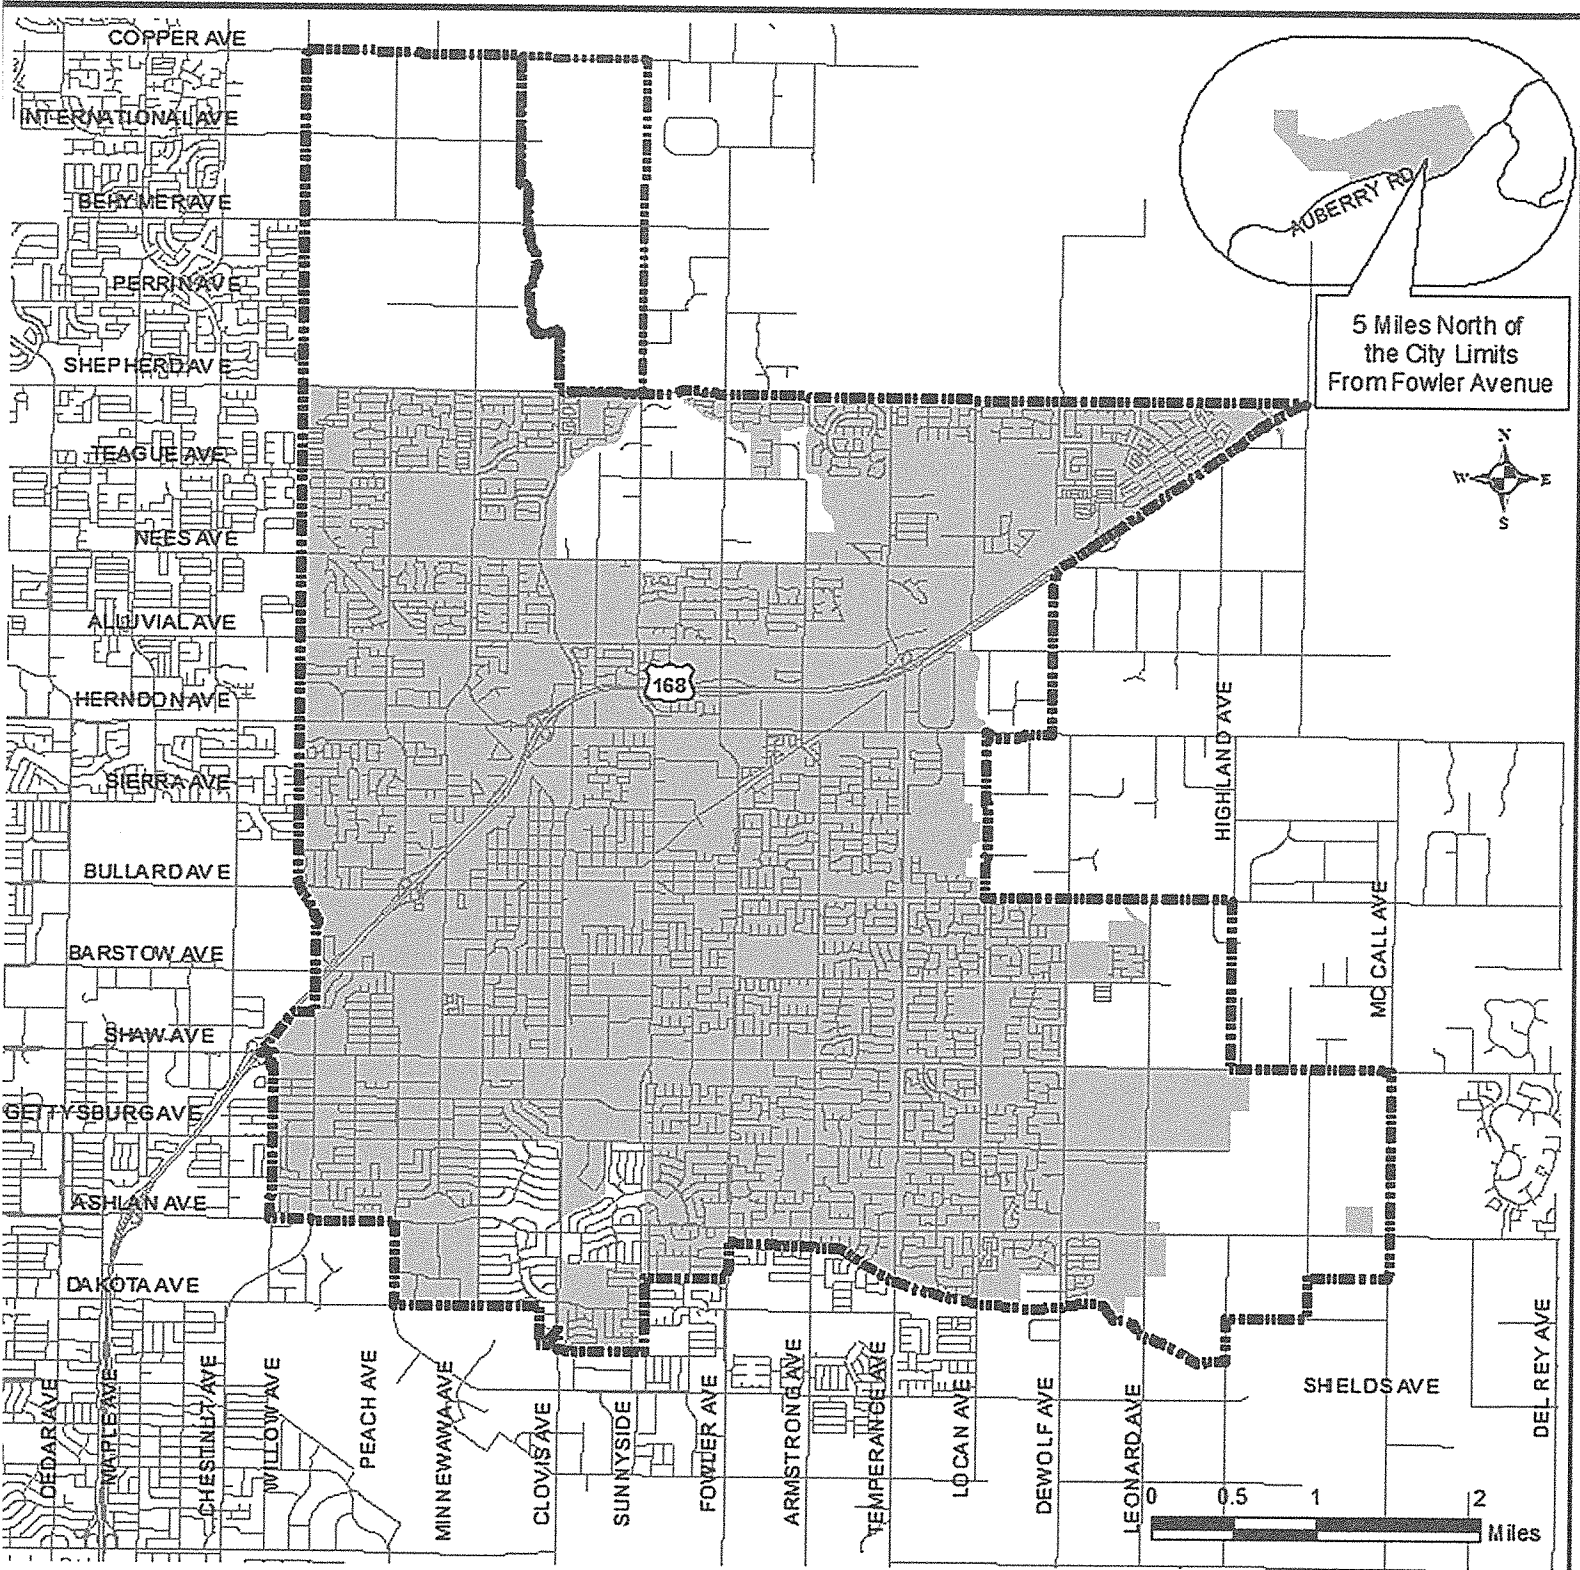 COPPER AVE
INTERNATIONAL AVE
BEHYMER AVE
PERRIN AVE
SHEPHERD AVE
TEAGUE AVE
NEES AVE
ALLUVIAL AVE
HERNDON AVE
SIERRA AVE
BULLARD AVE
BARSTOW AVE
SHAW AVE
GETTYSBURG AVE
ASHLAN AVE
DAKOTA AVE
AUBERRY RD
5 Miles North of
the City Limits
From Fowler Avenue
N
W
E
S
168
HIGHLAND AVE
MC CALL AVE
CEDAR AVE
MAPLE AVE
CHESTNUT AVE
WILLOW AVE
PEACH AVE
MINNEWAWA AVE
CLOVIS AVE
SUNNYSIDE
FOWLER AVE
ARMSTRONG AVE
TEMPERANCE AVE
LOCAN AVE
DEWOLF AVE
LEONARD AVE
SHIELDS AVE
DEL REY AVE
0 0.5 1 2
Miles